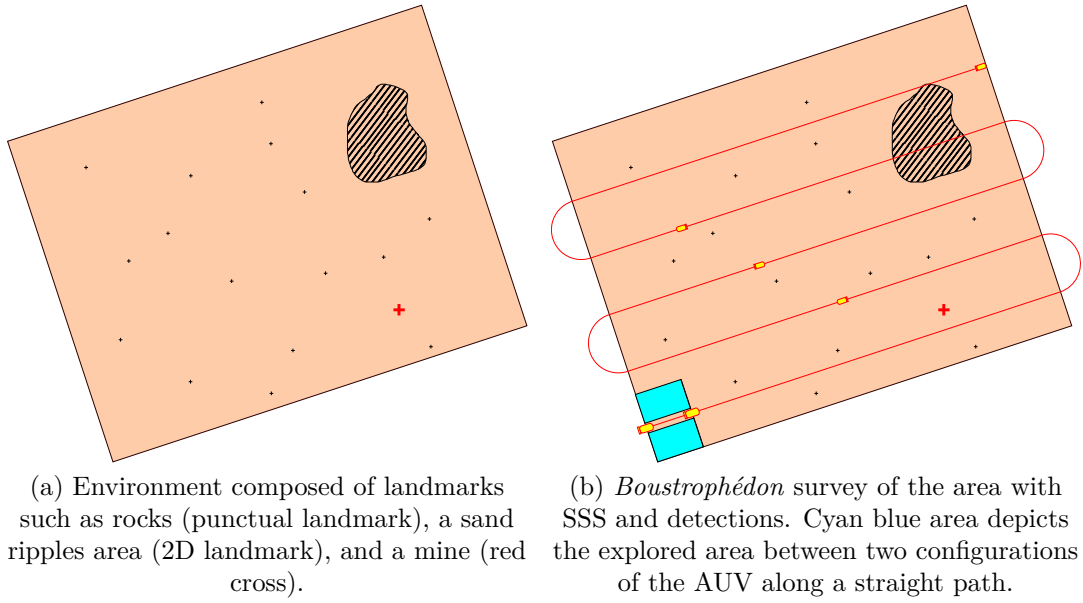 (a) Environment composed of landmarks
such as rocks (punctual landmark), a sand
ripples area (2D landmark), and a mine (red
cross).
(b) Boustrophédon survey of the area with
SSS and detections. Cyan blue area depicts
the explored area between two configurations
of the AUV along a straight path.